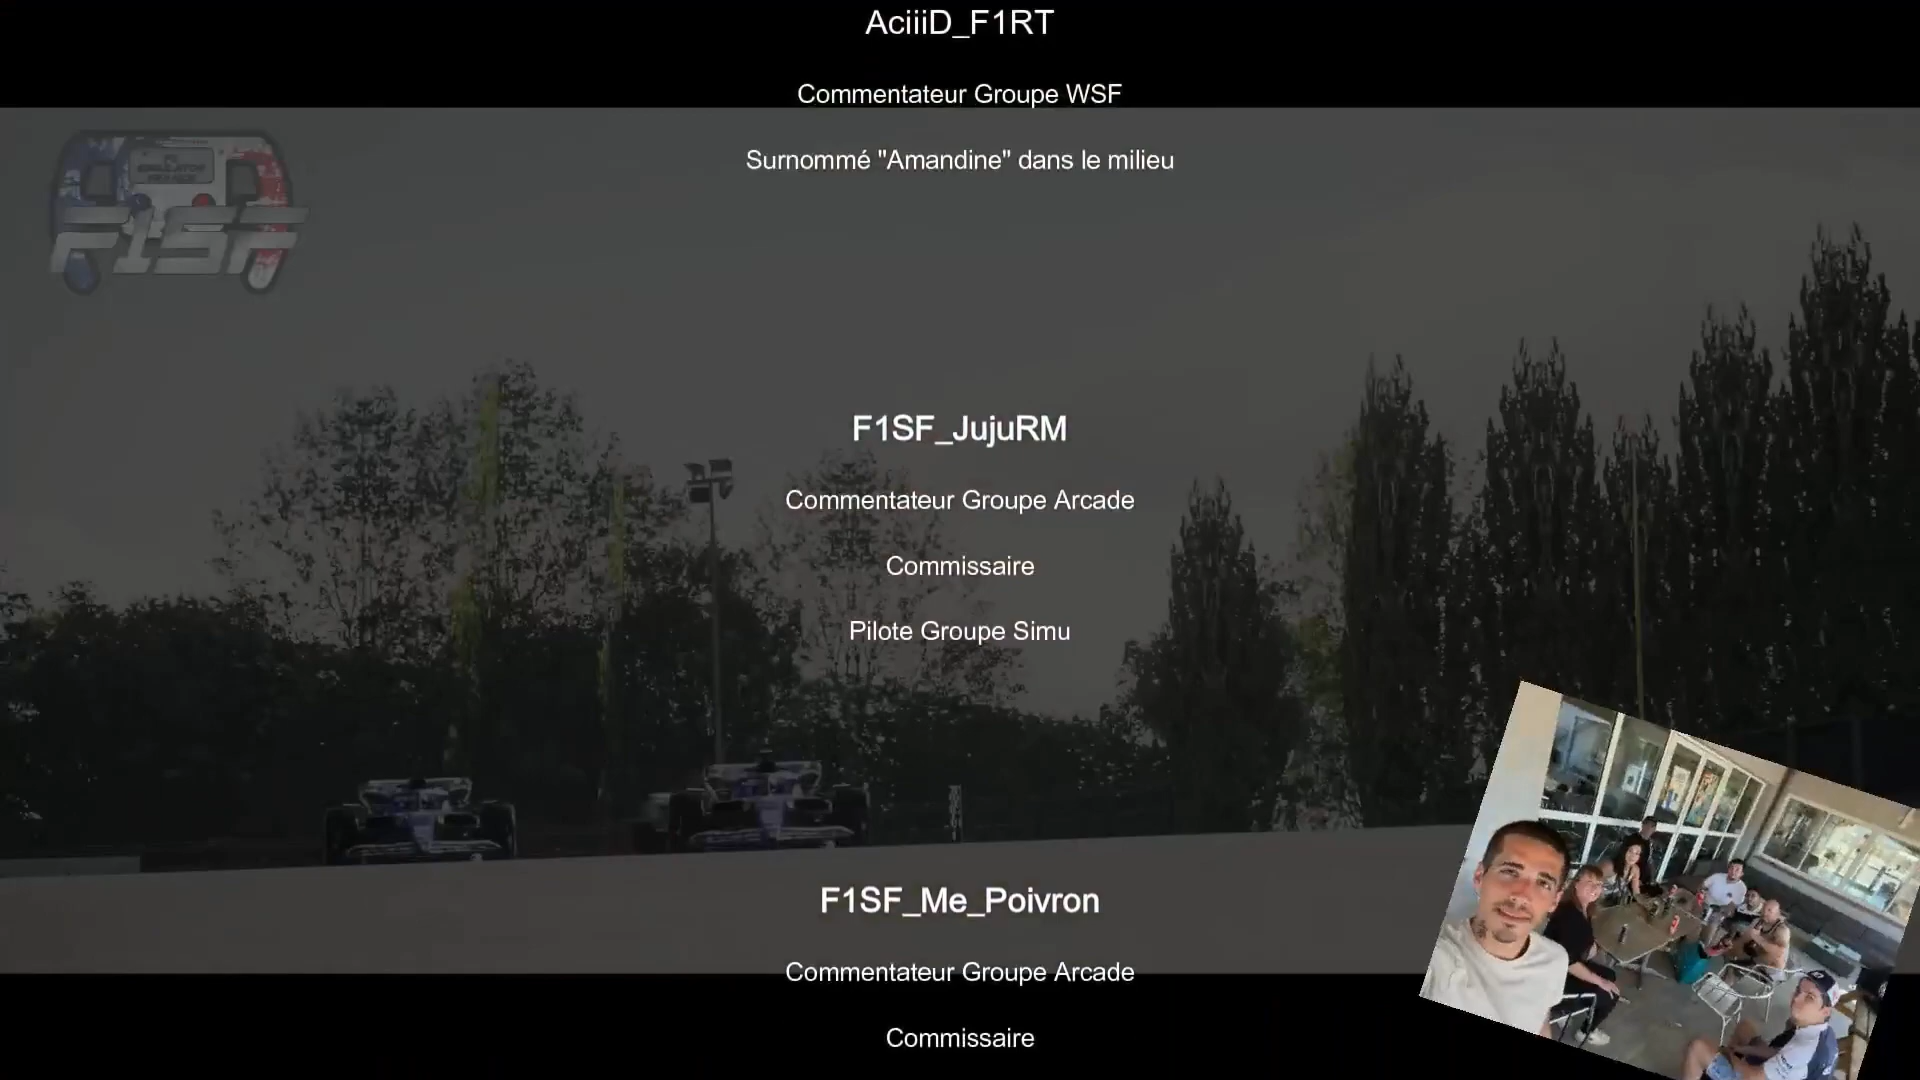 AciiiD_F1RT
Commentateur Groupe WSF
Surnommé "Amandine" dans le milieu
F1SF
F1SF_JujuRM
Commentateur Groupe Arcade
Commissaire
Pilote Groupe Simu
F1SF_Me_Poivron
Commentateur Groupe Arcade
Commissaire